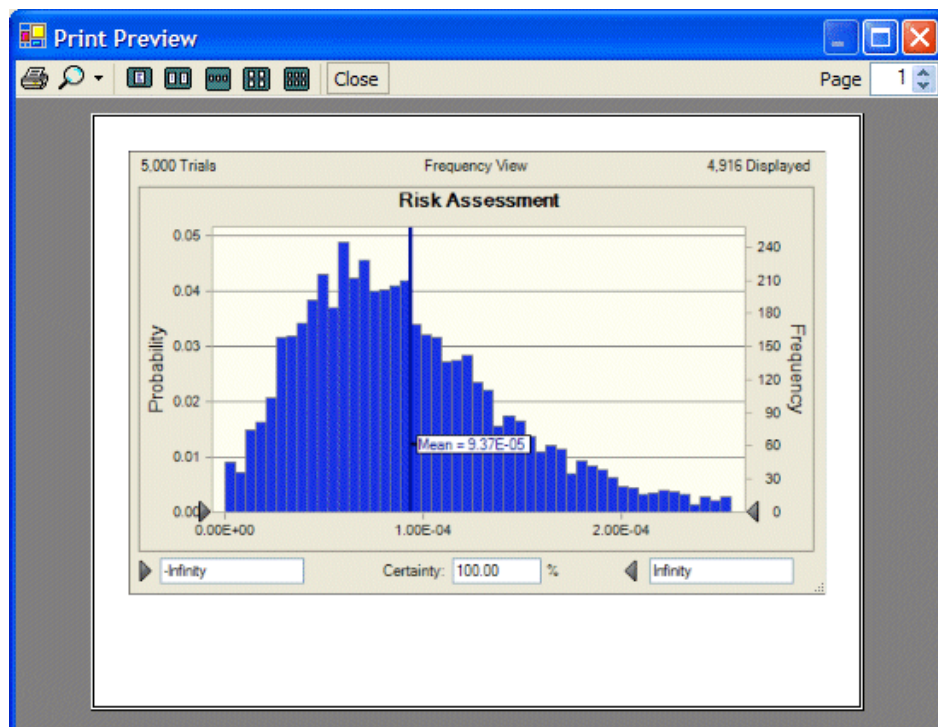 Print Preview
Close
Page 1
5,000 Trials Frequency View 4,916 Displayed
Risk Assessment
0.05
0.04
0.03
0.02
0.01
0.00
Probability
240
210
180
150
120
90
60
30
0
Frequency
Mean = 9.37E-05
0.00E+00 1.00E-04 2.00E-04
-Infinity Certainty: 100.00 % Infinity